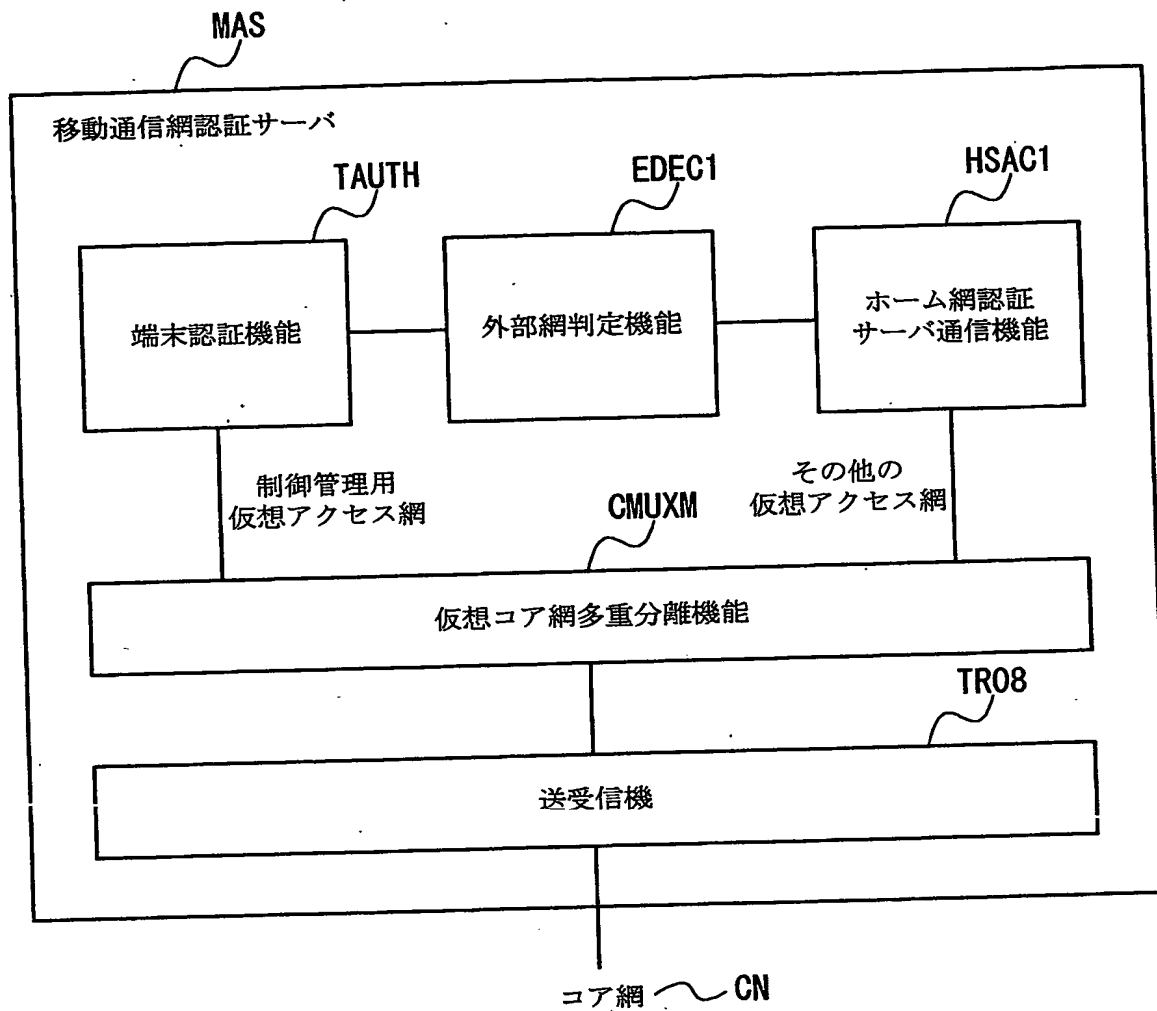 MAS
移動通信網認証サーバ
TAUTH
EDEC1
HSAC1
端末認証機能
外部網判定機能
ホーム網認証
サーバ通信機能
制御管理用
仮想アクセス網
その他の
仮想アクセス網
CMUXM
仮想コア網多重分離機能
TR08
送受信機
コア網
CN